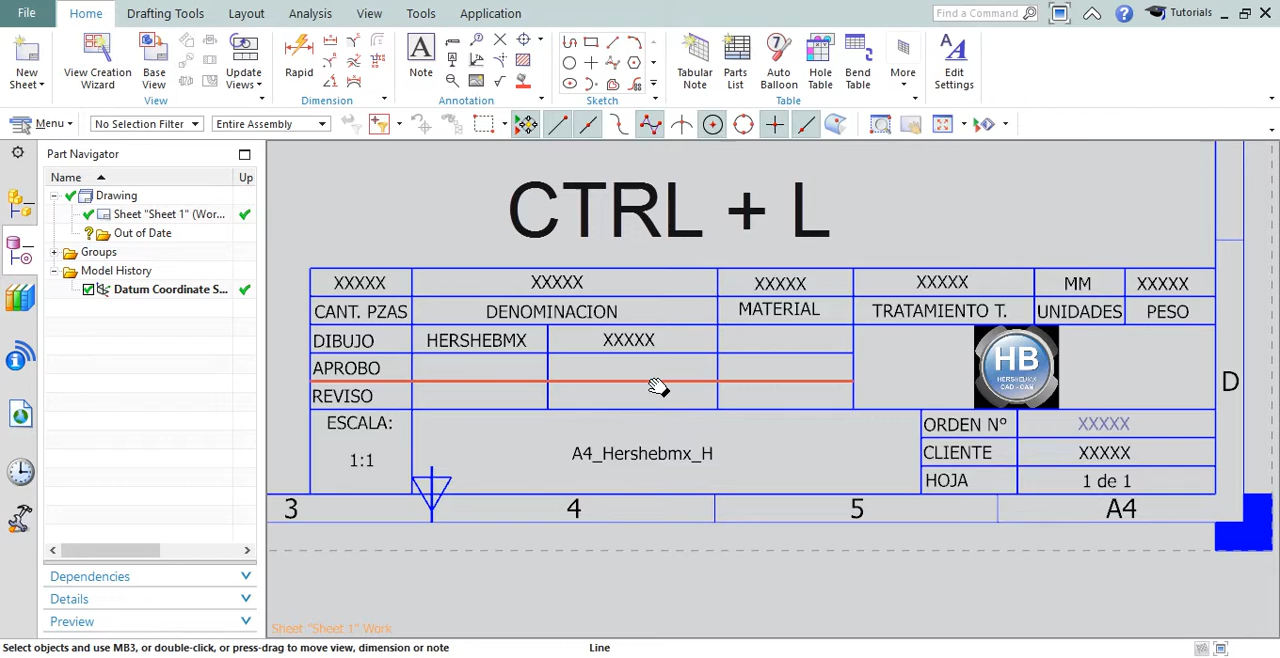 File Home Drafting Tools Layout Analysis View Tools Application Find a Command Tutorials
New Sheet View Creation Wizard Base View Update Views Rapid Note Tabular Note Parts List Auto Balloon Hole Table Bend Table More Edit Settings
View Dimension Annotation Sketch Table
Menu No Selection Filter Entire Assembly
Part Navigator
Name Up
Drawing
Sheet "Sheet 1" (Wor...
Out of Date
Groups
Model History
Datum Coordinate S...
Dependencies
Details
Preview
CTRL + L
XXXXX XXXXX XXXXX XXXXX MM XXXXX
CANT. PZAS DENOMINACION MATERIAL TRATAMIENTO T. UNIDADES PESO
DIBUJO HERSHEBMX XXXXX
APROBO
REVISO
HB
HERSHEBMX
CAD - CAM
D
ESCALA: ORDEN Nº XXXXX
1:1 A4_Hershebmx_H CLIENTE XXXXX
HOJA 1 de 1
3 4 5 A4
Sheet "Sheet 1" Work
Select objects and use MB3, or double-click, or press-drag to move view, dimension or note Line